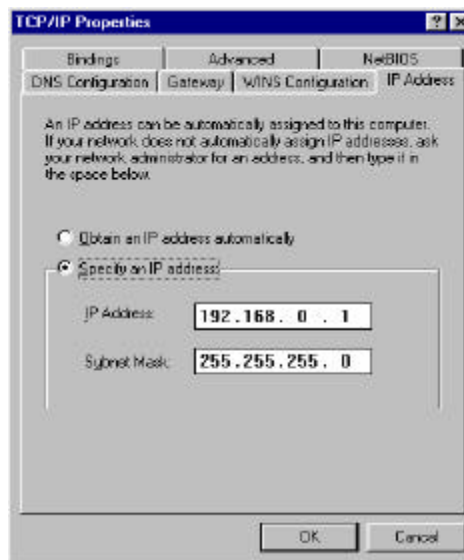 TCP/IP Properties
Bindings Advanced NetBIOS
DNS Configuration Gateway WINS Configuration IP Address
An IP address can be automatically assigned to this computer.
If your network does not automatically assign IP addresses, ask
your network administrator for an address, and then type it in
the space below.
Obtain an IP address automatically
Specify an IP address:
IP Address: 192.168. 0 . 1
Subnet Mask: 255.255.255. 0
OK Cancel